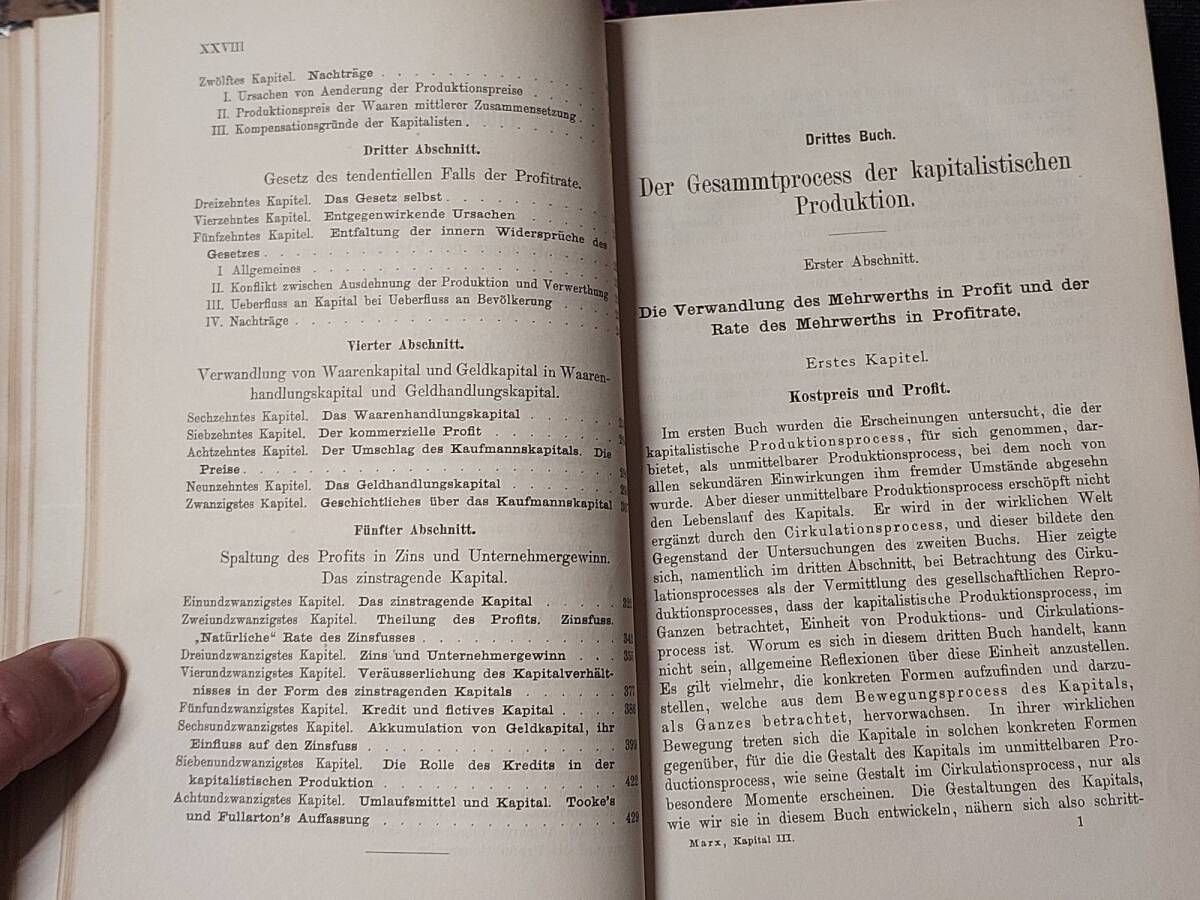 XXVIII
Zwölftes Kapitel. Nachträge
I. Ursachen von Aenderung der Produktionspreise
II. Produktionspreis der Waaren mittlerer Zusammensetzung
III. Kompensationsgründe der Kapitalisten
Dritter Abschnitt.
Gesetz des tendentiellen Falls der Profitrate.
Dreizehntes Kapitel. Das Gesetz selbst
Vierzehntes Kapitel. Entgegenwirkende Ursachen
Fünfzehntes Kapitel. Entfaltung der innern Widersprüche des
Gesetzes
I Allgemeines
II. Konflikt zwischen Ausdehnung der Produktion und Verwerthung
III. Ueberfluss an Kapital bei Ueberfluss an Bevölkerung
IV. Nachträge
Vierter Abschnitt.
Verwandlung von Waarenkapital und Geldkapital in Waaren-
handlungskapital und Geldhandlungskapital.
Sechzehntes Kapitel. Das Waarenhandlungskapital
Siebzehntes Kapitel. Der kommerzielle Profit
Achtzehntes Kapitel. Der Umschlag des Kaufmannskapitals. Die
Preise
Neunzehntes Kapitel. Das Geldhandlungskapital
Zwanzigstes Kapitel. Geschichtliches über das Kaufmannskapital
Fünfter Abschnitt.
Spaltung des Profits in Zins und Unternehmergewinn.
Das zinstragende Kapital.
Einundzwanzigstes Kapitel. Das zinstragende Kapital
Zweiundzwanzigstes Kapitel. Theilung des Profits. Zinsfuss.
„Natürliche“ Rate des Zinsfusses
Dreiundzwanzigstes Kapitel. Zins und Unternehmergewinn
Vierundzwanzigstes Kapitel. Veräusserlichung des Kapitalverhält-
nisses in der Form des zinstragenden Kapitals 377
Fünfundzwanzigstes Kapitel. Kredit und fictives Kapital
Sechsundzwanzigstes Kapitel. Akkumulation von Geldkapital, ihr
Einfluss auf den Zinsfuss
Siebenundzwanzigstes Kapitel. Die Rolle des Kredits in der
kapitalistischen Produktion 422
Achtundzwanzigstes Kapitel. Umlaufsmittel und Kapital. Tooke's
und Fullarton's Auffassung 429
Drittes Buch.
Der Gesammtprocess der kapitalistischen
Produktion.
Erster Abschnitt.
Die Verwandlung des Mehrwerths in Profit und der
Rate des Mehrwerths in Profitrate.
Erstes Kapitel.
Kostpreis und Profit.
Im ersten Buch wurden die Erscheinungen untersucht, die der
kapitalistische Produktionsprocess, für sich genommen, dar-
bietet, als unmittelbarer Produktionsprocess, bei dem noch von
allen sekundären Einwirkungen ihm fremder Umstände abgesehn
wurde. Aber dieser unmittelbare Produktionsprocess erschöpft nicht
den Lebenslauf des Kapitals. Er wird in der wirklichen Welt
ergänzt durch den Cirkulationsprocess, und dieser bildete den
Gegenstand der Untersuchungen des zweiten Buchs. Hier zeigte
sich, namentlich im dritten Abschnitt, bei Betrachtung des Cirku-
lationsprocesses als der Vermittlung des gesellschaftlichen Repro-
duktionsprocesses, dass der kapitalistische Produktionsprocess, im
Ganzen betrachtet, Einheit von Produktions- und Cirkulations-
process ist. Worum es sich in diesem dritten Buch handelt, kann
nicht sein, allgemeine Reflexionen über diese Einheit anzustellen.
Es gilt vielmehr, die konkreten Formen aufzufinden und darzu-
stellen, welche aus dem Bewegungsprocess des Kapitals,
als Ganzes betrachtet, hervorwachsen. In ihrer wirklichen
Bewegung treten sich die Kapitale in solchen konkreten Formen
gegenüber, für die die Gestalt des Kapitals im unmittelbaren Pro-
ductionsprocess, wie seine Gestalt im Cirkulationsprocess, nur als
besondere Momente erscheinen. Die Gestaltungen des Kapitals,
wie wir sie in diesem Buch entwickeln, nähern sich also schritt-
Marx, Kapital III. 1